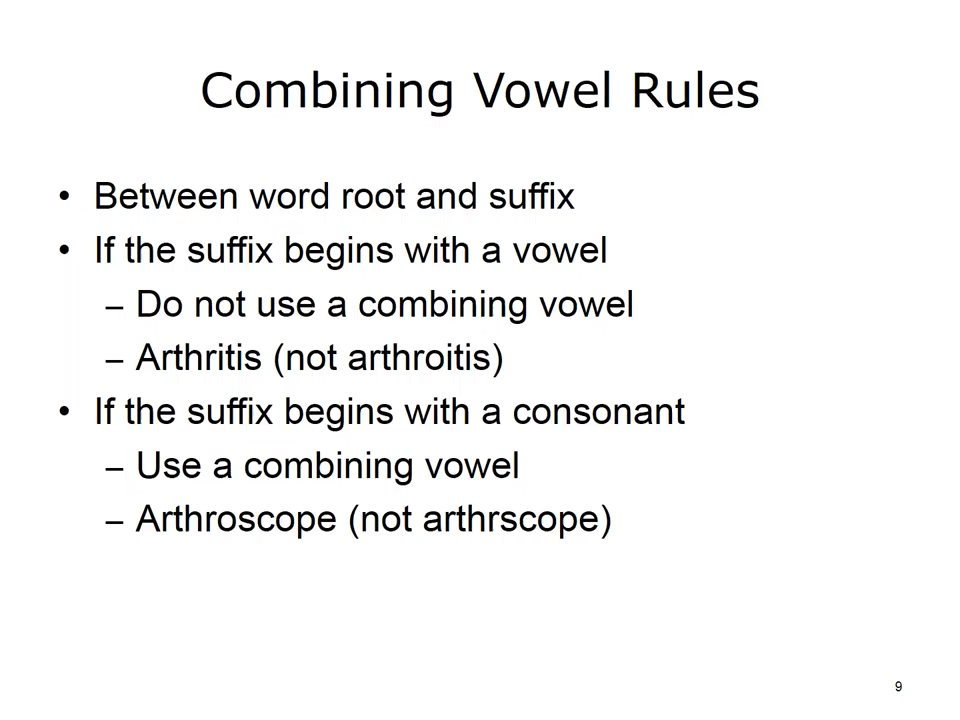 Combining Vowel Rules
• Between word root and suffix
• If the suffix begins with a vowel
– Do not use a combining vowel
– Arthritis (not arthroitis)
• If the suffix begins with a consonant
– Use a combining vowel
– Arthroscope (not arthrscope)
9